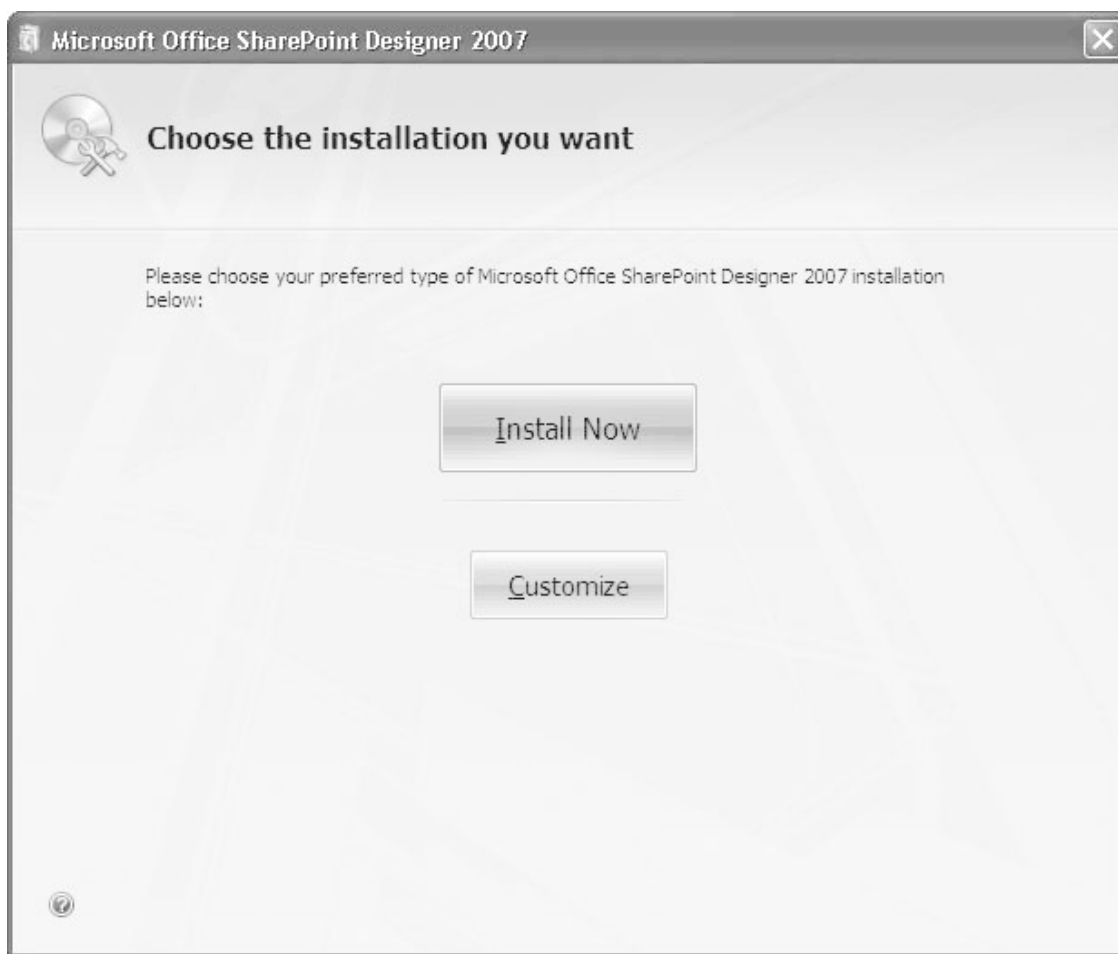 Microsoft Office SharePoint Designer 2007
Choose the installation you want
Please choose your preferred type of Microsoft Office SharePoint Designer 2007 installation
below:
Install Now
Customize